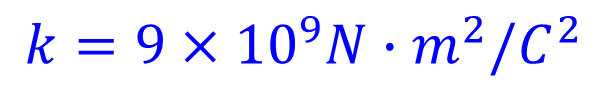 k = 9 × 10⁹N · m²/C²